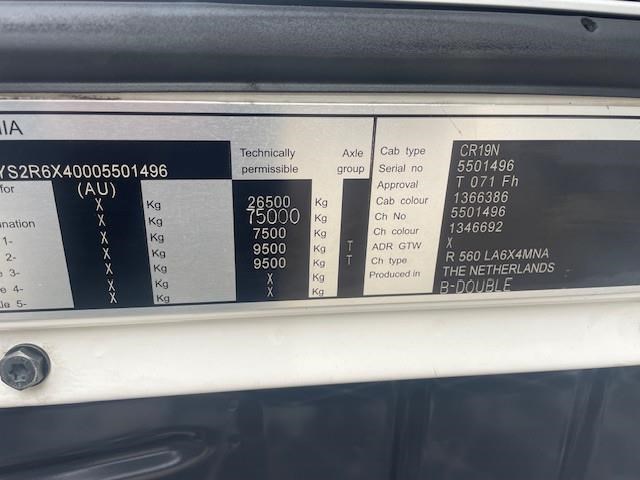 NIA
YS2R6X40005501496
(AU)
for
nation
1-
2-
e 3-
e 4-
le 5-
X Kg
X Kg
X Kg
X Kg
X Kg
X Kg
X Kg
Technically permissible
Axle group
26500 Kg
75000 Kg
7500 Kg
9500 Kg T
9500 Kg T
X Kg
X Kg
Cab type CR19N
Serial no 5501496
Approval T 071 Fh
Cab colour 1366386
Ch No 5501496
Ch colour 1346692
ADR GTW X
Ch type R 560 LA6X4MNA
Produced in THE NETHERLANDS
B-DOUBLE